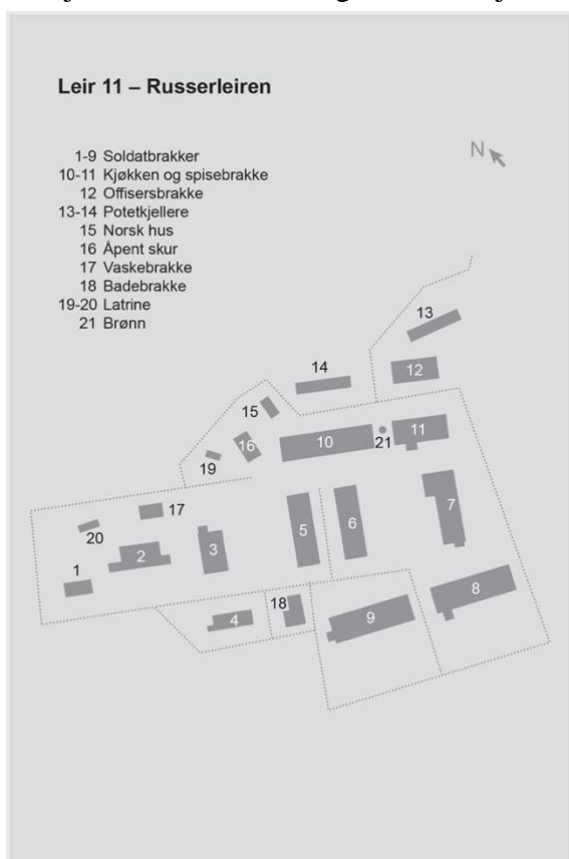 Leir 11 – Russerleiren
N
1-9 Soldatbrakker
10-11 Kjøkken og spisebrakke
12 Offisersbrakke
13-14 Potetkjellere
15 Norsk hus
16 Åpent skur
17 Vaskebrakke
18 Badebrakke
19-20 Latrine
21 Brønn
13
14
12
15
11
10
21
16
19
7
17
5
6
20
3
2
1
8
18
9
4